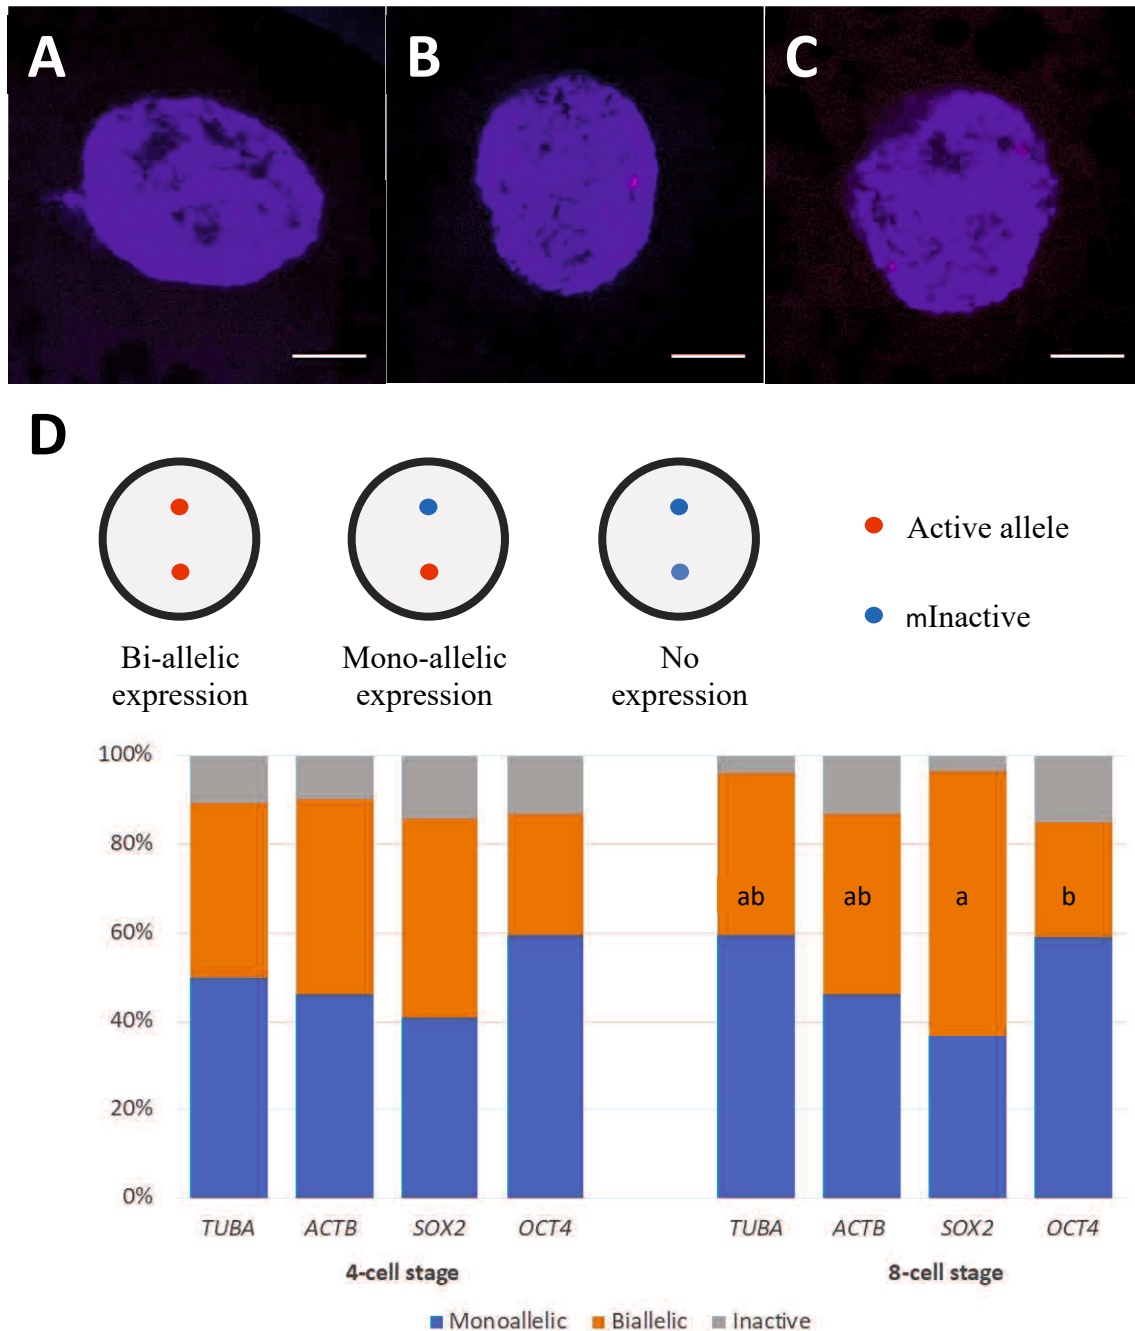 A B C
D
Bi-allelic
expression
Mono-allelic
expression
No
expression
Active allele
mInactive
100%
80%
60%
40%
20%
0%
ab ab a b
TUBA ACTB SOX2 OCT4 TUBA ACTB SOX2 OCT4
4-cell stage 8-cell stage
Monoallelic Biallelic Inactive